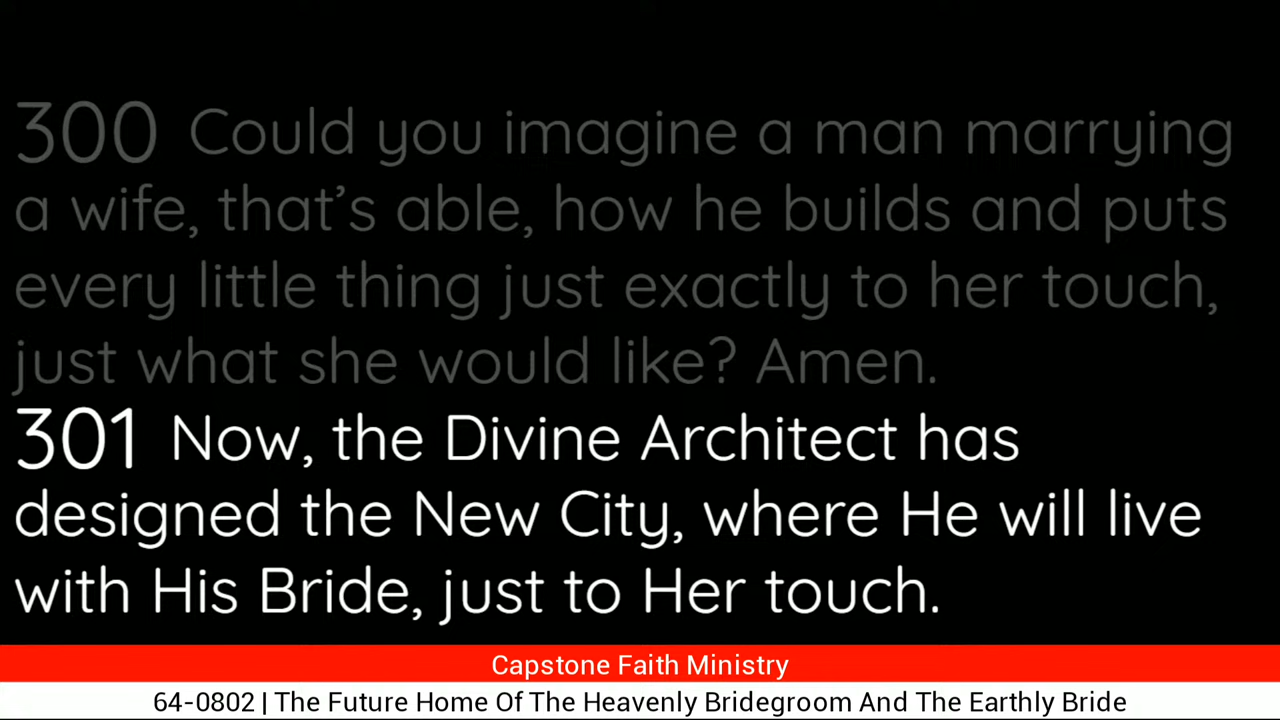 300 Could you imagine a man marrying
a wife, that’s able, how he builds and puts
every little thing just exactly to her touch,
just what she would like? Amen.
301 Now, the Divine Architect has
designed the New City, where He will live
with His Bride, just to Her touch.
Capstone Faith Ministry
64-0802 | The Future Home Of The Heavenly Bridegroom And The Earthly Bride